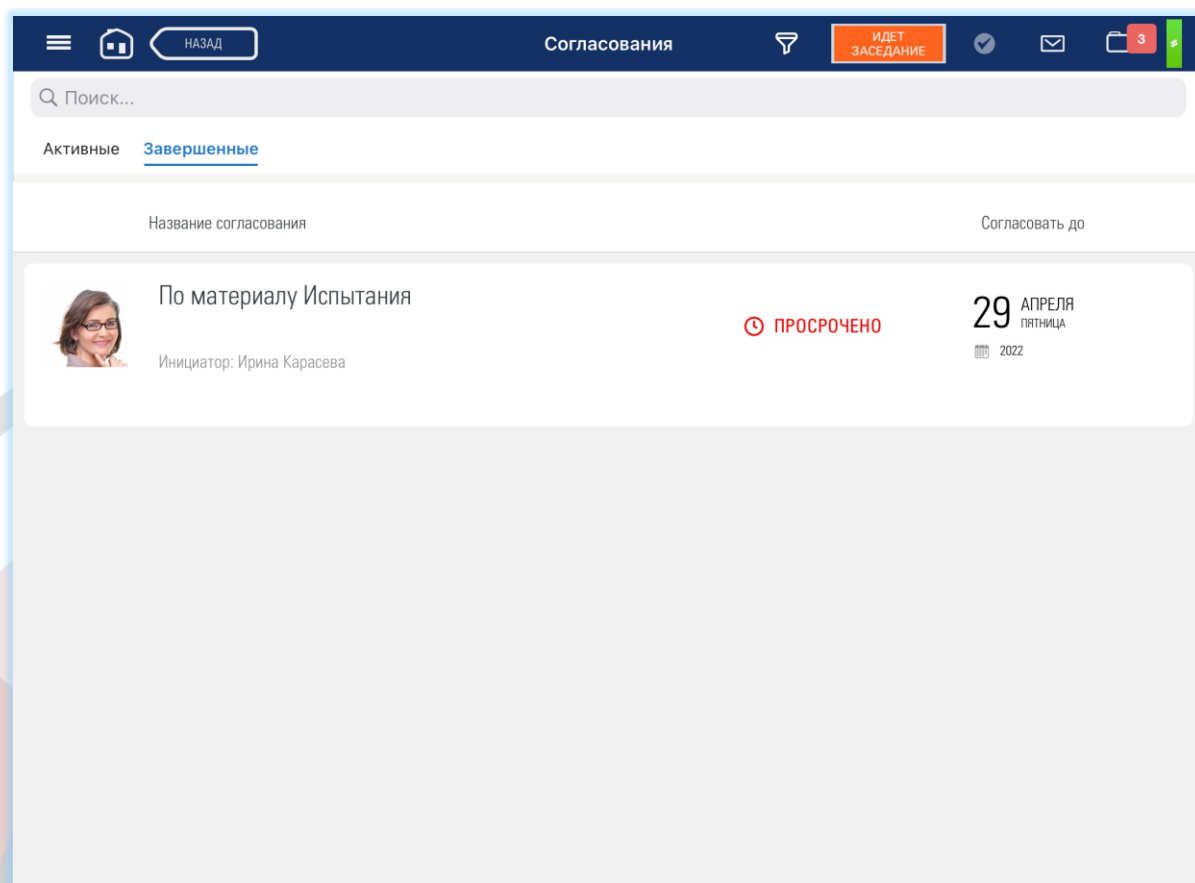 НАЗАД
Согласования
ИДЕТ
ЗАСЕДАНИЕ
3
Поиск...
Активные Завершенные
Название согласования Согласовать до
По материалу Испытания
ПРОСРОЧЕНО
29 АПРЕЛЯ
ПЯТНИЦА
2022
Инициатор: Ирина Карасева